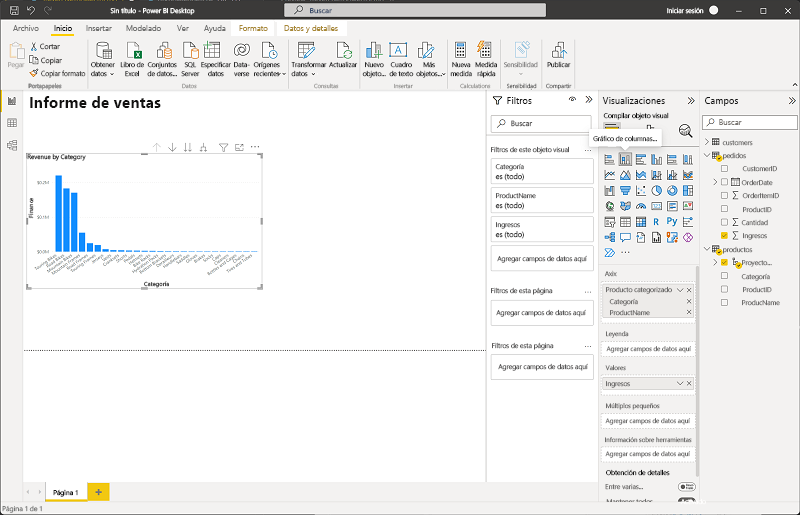 Sin título - Power BI Desktop
Buscar
Iniciar sesión
Archivo
Inicio
Insertar
Modelado
Ver
Ayuda
Formato
Datos y detalles
Pegar
Cortar
Copiar
Copiar formato
Portapapeles
Obtener
datos
Libro de
Excel
Conjuntos
de datos...
SQL
Server
Especificar
datos
Data-
verse
Orígenes
recientes
Datos
Transformar
datos
Actualizar
Consultas
Nuevo
objeto...
Cuadro
de texto
Más
objetos...
Insertar
Nueva
medida
Medida
rápida
Calculations
Sensibilidad
Sensibilidad
Publicar
Compartir
Informe de ventas
Revenue by Category
$0.2M
$0.1M
$0.0M
Finance
Categoría
Filtros
Buscar
Filtros de este objeto visual
Categoría
es (todo)
ProductName
es (todo)
Ingresos
es (todo)
Agregar campos de datos aquí
Filtros de esta página
Agregar campos de datos aquí
Filtros de esta página
Agregar campos de datos aquí
Visualizaciones
Compilar objeto visual
Gráfico de columnas...
Axix
Producto categorizado
Categoría
ProductName
Leyenda
Agregar campos de datos aquí
Valores
Ingresos
Múltiplos pequeños
Agregar campos de datos aquí
Información sobre herramientas
Agregar campos de datos aquí
Obtención de detalles
Entre varias...
Mantener todos
Campos
Buscar
customers
pedidos
CustomerID
OrderDate
OrderItemID
ProductID
Cantidad
Ingresos
productos
Proyecto...
Categoría
ProductID
ProducName
Página 1
Página 1 de 1